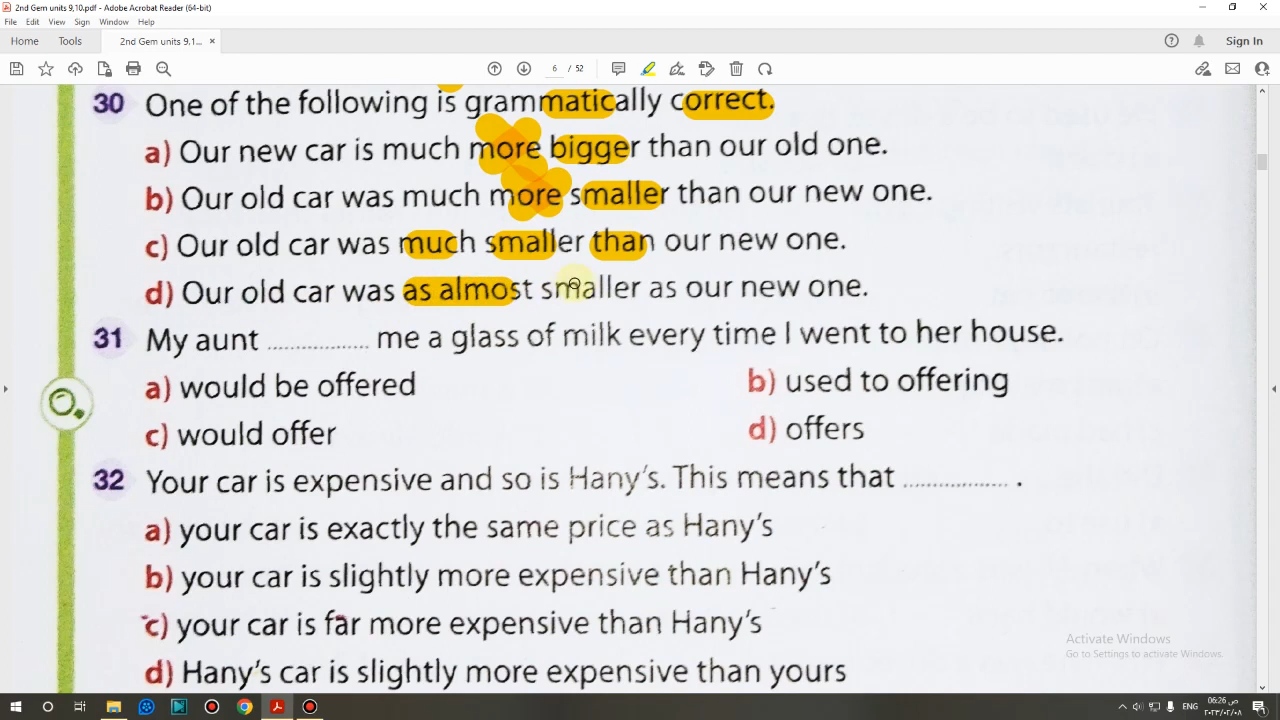 2nd Gem units 9,10.pdf - Adobe Acrobat Reader (64-bit)
File Edit View Sign Window Help
Home Tools 2nd Gem units 9,1... × Sign In
6 / 52
30 One of the following is grammatically correct.
a) Our new car is much more bigger than our old one.
b) Our old car was much more smaller than our new one.
c) Our old car was much smaller than our new one.
d) Our old car was as almost smaller as our new one.
31 My aunt .................. me a glass of milk every time I went to her house.
a) would be offered
b) used to offering
c) would offer
d) offers
32 Your car is expensive and so is Hany's. This means that .................. .
a) your car is exactly the same price as Hany's
b) your car is slightly more expensive than Hany's
c) your car is far more expensive than Hany's
d) Hany's car is slightly more expensive than yours
Activate Windows
Go to Settings to activate Windows.
ENG
06:26 ص
٢٠٢٣/٠٢/٠٨